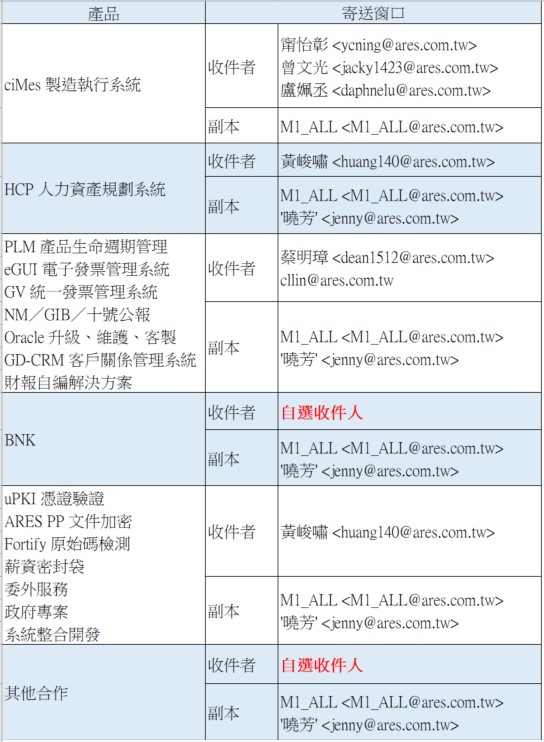 產品 寄送窗口
ciMes 製造執行系統
收件者
甯怡彰 <ycning@ares.com.tw>
曾文光 <jacky1423@ares.com.tw>
盧姵丞 <daphnelu@ares.com.tw>
副本
M1_ALL <M1_ALL@ares.com.tw>
HCP 人力資產規劃系統
收件者
黃峻嘯 <huang140@ares.com.tw>
副本
M1_ALL <M1_ALL@ares.com.tw>
'曉芳' <jenny@ares.com.tw>
PLM 產品生命週期管理
eGUI 電子發票管理系統
GV 統一發票管理系統
NM／GIB／十號公報
Oracle 升級、維護、客製
GD-CRM 客戶關係管理系統
財報自編解決方案
收件者
蔡明璋 <dean1512@ares.com.tw>
cllin@ares.com.tw
副本
M1_ALL <M1_ALL@ares.com.tw>
'曉芳' <jenny@ares.com.tw>
BNK
收件者
自選收件人
副本
M1_ALL <M1_ALL@ares.com.tw>
'曉芳' <jenny@ares.com.tw>
uPKI 憑證驗證
ARES PP 文件加密
Fortify 原始碼檢測
薪資密封袋
委外服務
政府專案
系統整合開發
收件者
黃峻嘯 <huang140@ares.com.tw>
副本
M1_ALL <M1_ALL@ares.com.tw>
'曉芳' <jenny@ares.com.tw>
其他合作
收件者
自選收件人
副本
M1_ALL <M1_ALL@ares.com.tw>
'曉芳' <jenny@ares.com.tw>